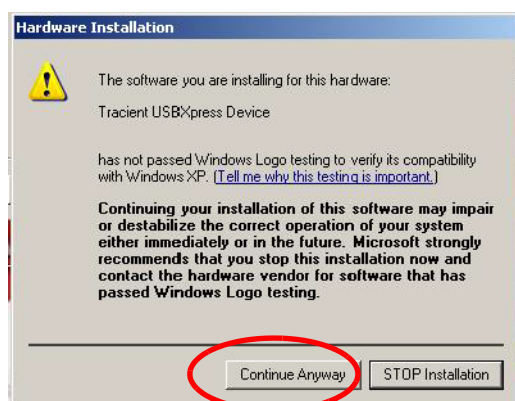 Hardware Installation
The software you are installing for this hardware:
Tracient USBXpress Device
has not passed Windows Logo testing to verify its compatibility
with Windows XP. (Tell me why this testing is important.)
Continuing your installation of this software may impair
or destabilize the correct operation of your system
either immediately or in the future. Microsoft strongly
recommends that you stop this installation now and
contact the hardware vendor for software that has
passed Windows Logo testing.
Continue Anyway
STOP Installation